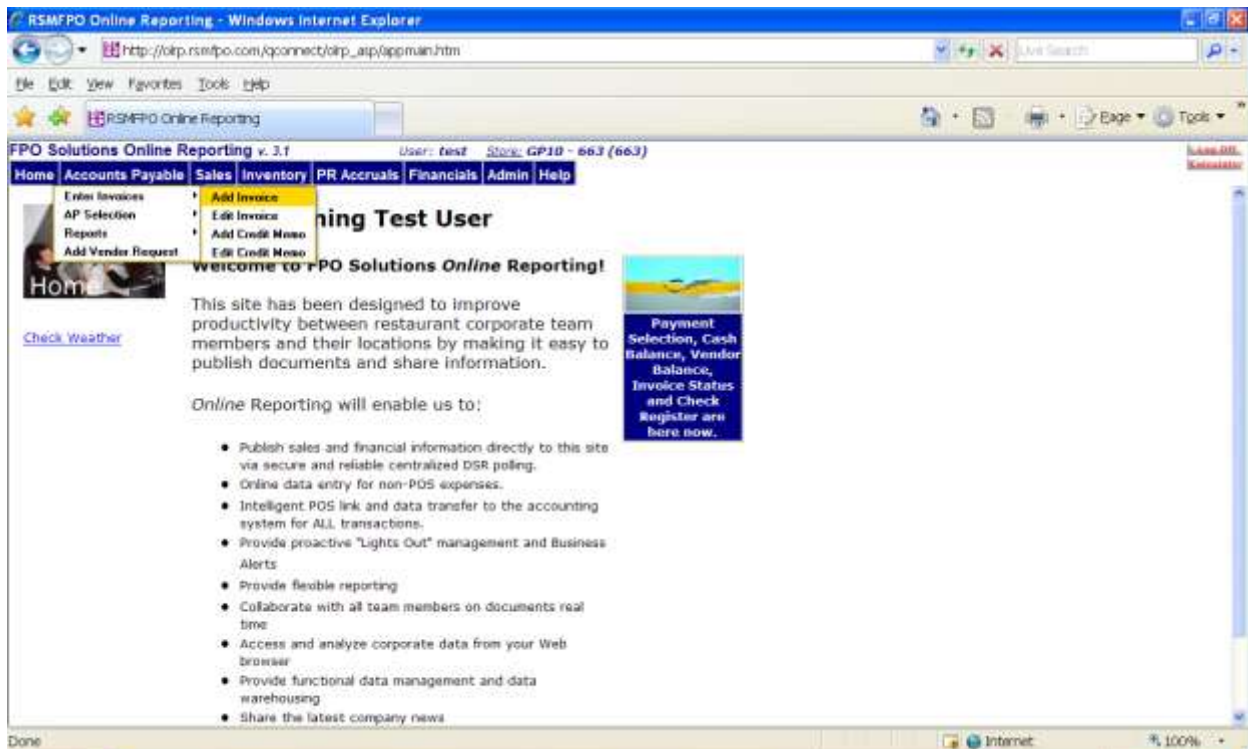 RSMFPO Online Reporting - Windows Internet Explorer
http://olrp.rsmfpo.com/qconnect/olrp_asp/appmain.htm
Live Search
File Edit View Favorites Tools Help
RSMFPO Online Reporting
Page Tools
FPO Solutions Online Reporting v. 3.1 User: test Store: GP10 - 663 (663)
Log Off
Home Accounts Payable Sales Inventory PR Accruals Financials Admin Help
Enter Invoices Add Invoice
AP Selection Edit Invoice
Reports Add Credit Memo
Add Vendor Request Edit Credit Memo
ning Test User
Home
Check Weather
Welcome to FPO Solutions Online Reporting!
This site has been designed to improve
productivity between restaurant corporate team
members and their locations by making it easy to
publish documents and share information.
Online Reporting will enable us to:
Payment
Selection, Cash
Balance, Vendor
Balance,
Invoice Status
and Check
Register are
here now.
• Publish sales and financial information directly to this site
via secure and reliable centralized DSR polling.
• Online data entry for non-POS expenses.
• Intelligent POS link and data transfer to the accounting
system for ALL transactions.
• Provide proactive "Lights Out" management and Business
Alerts
• Provide flexible reporting
• Collaborate with all team members on documents real
time
• Access and analyze corporate data from your Web
browser
• Provide functional data management and data
warehousing
• Share the latest company news
Done Internet 100%